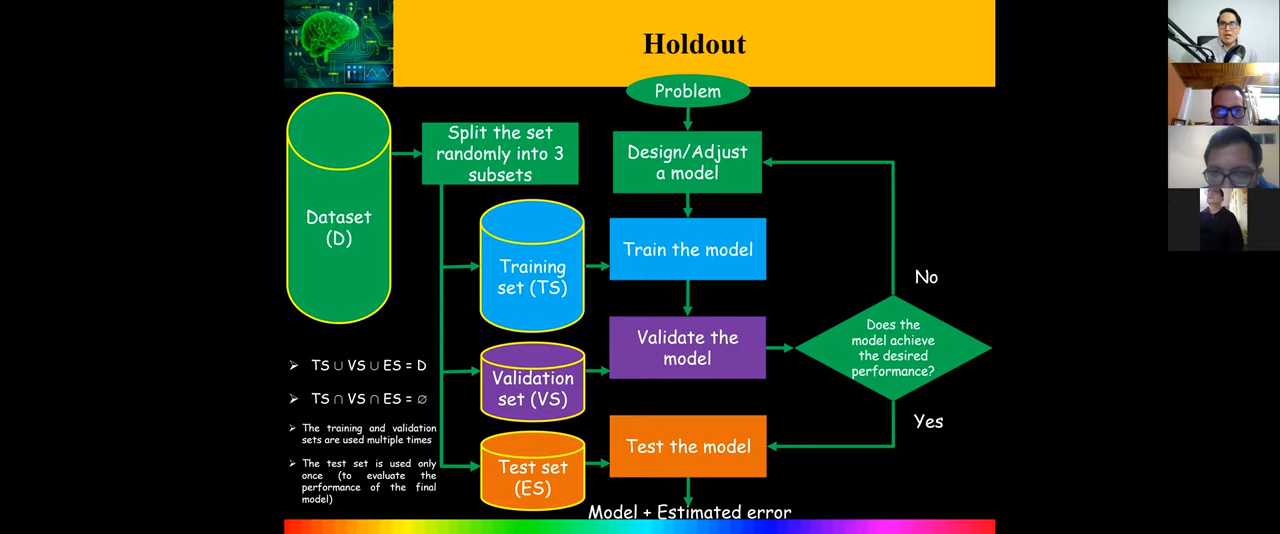 Holdout
Problem
Split the set
randomly into 3
subsets
Design/Adjust
a model
Dataset
(D)
Train the model
Training
set (TS)
No
Does the
model achieve
the desired
performance?
Validate the
model
TS ∪ VS ∪ ES = D
Validation
set (VS)
TS ∩ VS ∩ ES = ∅
Yes
The training and validation
sets are used multiple times
Test the model
Test set
(ES)
The test set is used only
once (to evaluate the
performance of the final
model)
Model + Estimated error